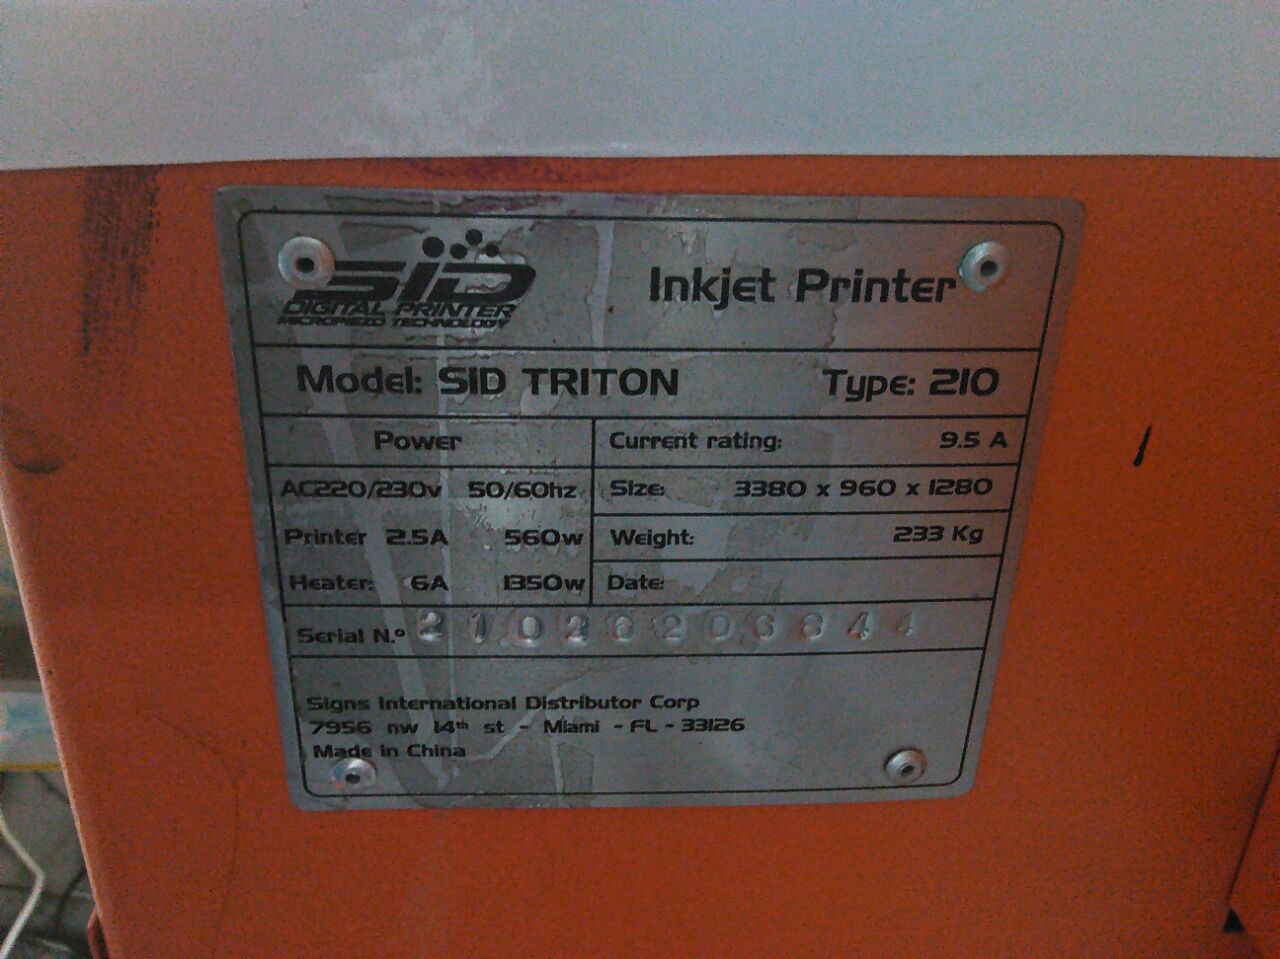 SID
DIGITAL PRINTER
MICROPIEZO TECHNOLOGY
Inkjet Printer
Model: SID TRITON Type: 210
Power
AC220/230v 50/60hz
Printer 2.5A 560w
Heater: 6A 1350w
Current rating: 9.5 A
Size: 3380 x 960 x 1280
Weight: 233 Kg
Date:
Serial N.º
Signs International Distributor Corp
7956 nw 14th st - Miami - FL - 33126
Made in China